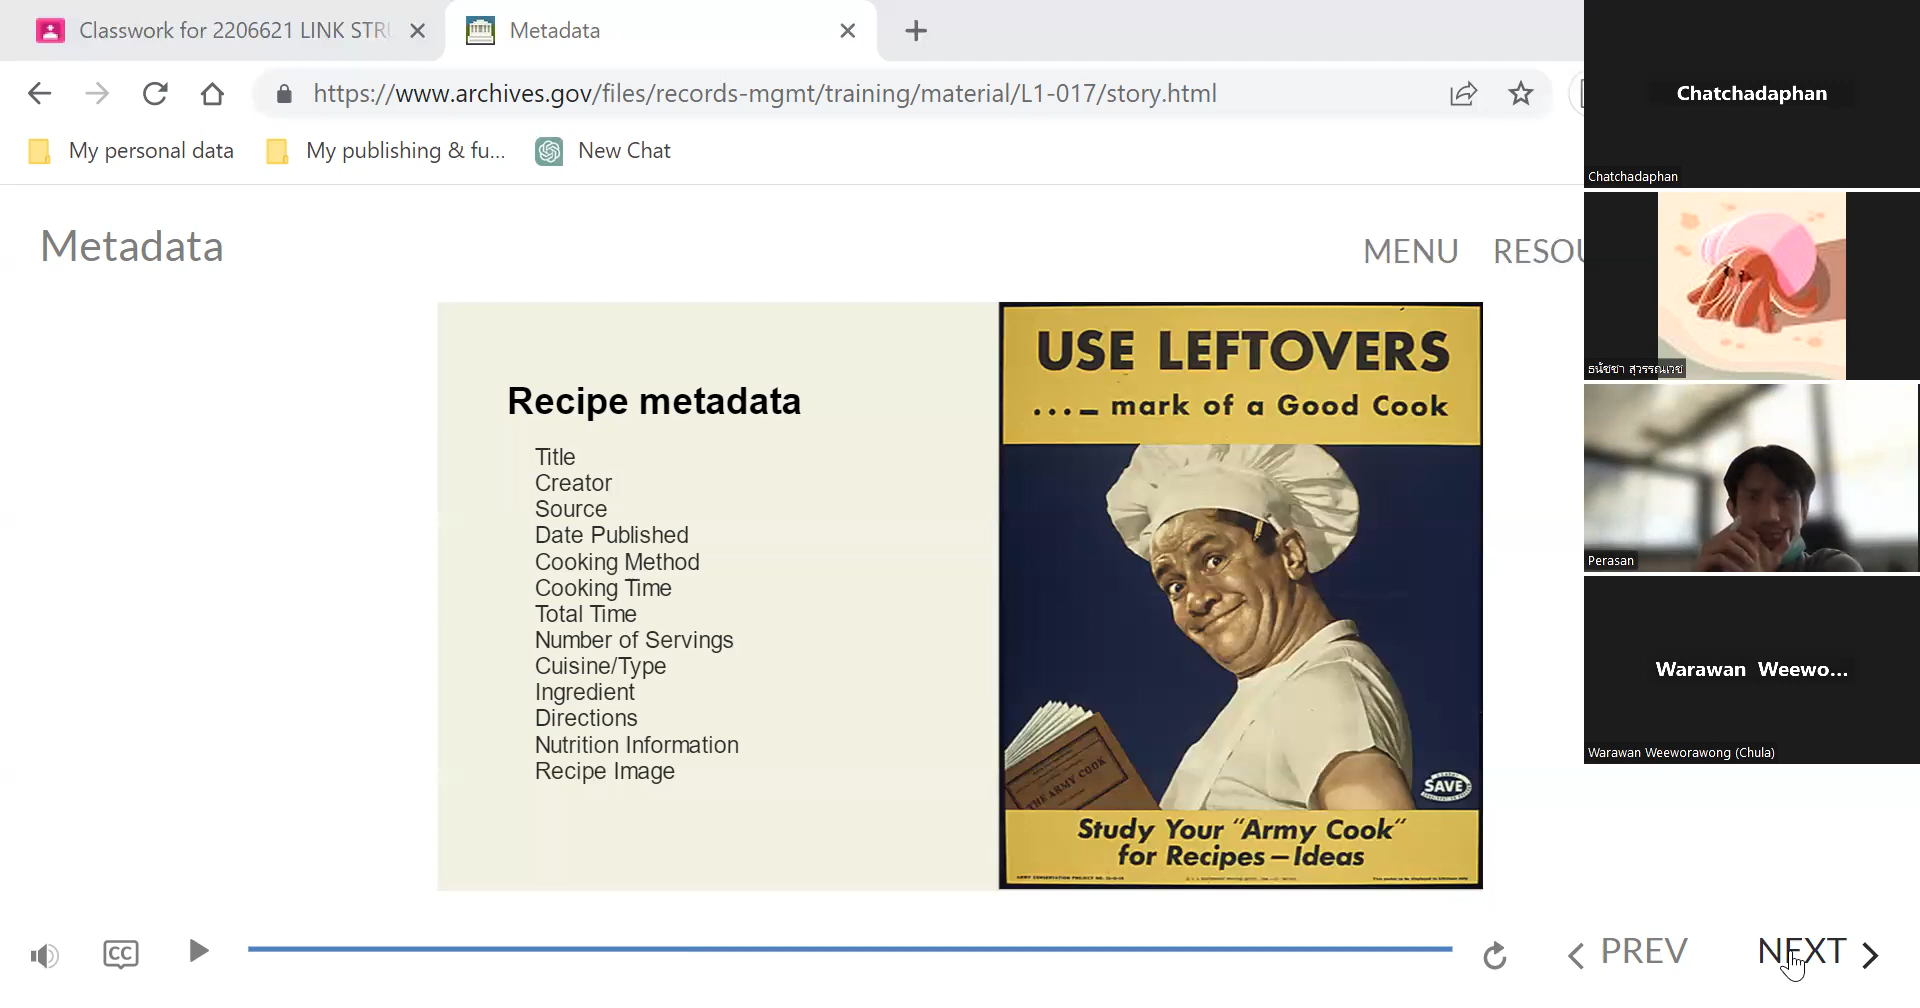 Classwork for 2206621 LINK STRU
Metadata
https://www.archives.gov/files/records-mgmt/training/material/L1-017/story.html
My personal data
My publishing & fu...
New Chat
Metadata
MENU
RESOU
Recipe metadata
Title
Creator
Source
Date Published
Cooking Method
Cooking Time
Total Time
Number of Servings
Cuisine/Type
Ingredient
Directions
Nutrition Information
Recipe Image
USE LEFTOVERS
...– mark of a Good Cook
THE ARMY COOK
SAVE
Study Your "Army Cook"
for Recipes – Ideas
CC
PREV
NEXT
Chatchadaphan
Chatchadaphan
ธนัชชา สุวรรณเวช
Perasan
Warawan Weewo...
Warawan Weeworawong (Chula)